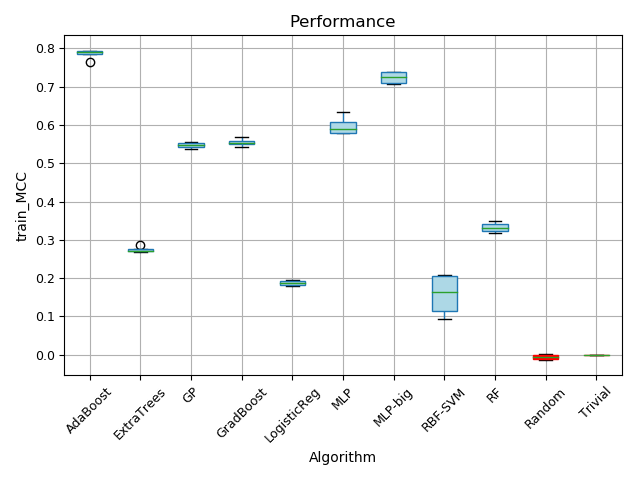 Performance
train_MCC
0.8
0.7
0.6
0.5
0.4
0.3
0.2
0.1
0.0
AdaBoost
ExtraTrees
GP
GradBoost
LogisticReg
MLP
MLP-big
RBF-SVM
RF
Random
Trivial
Algorithm